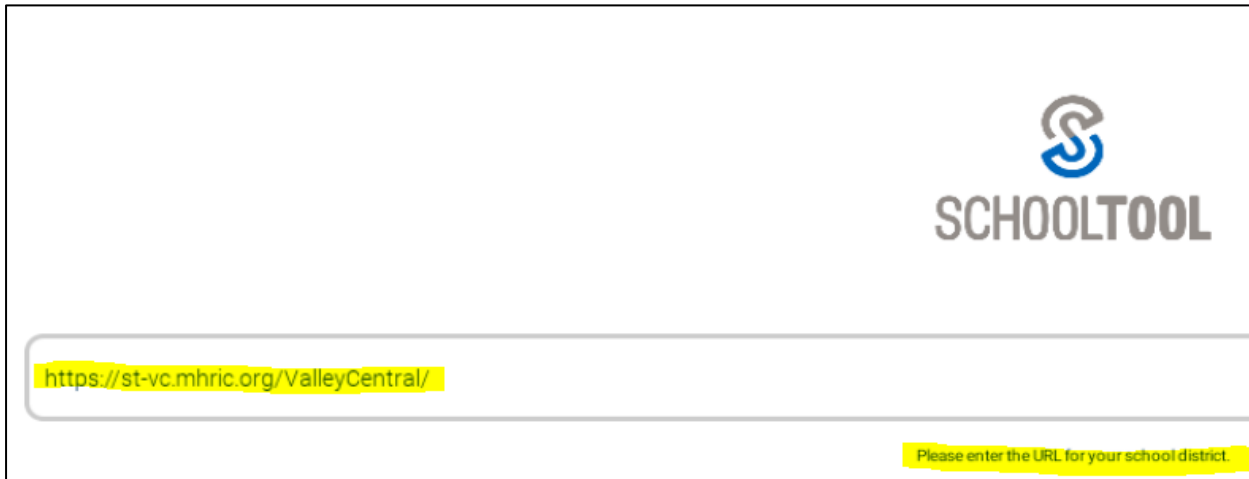 SCHOOLTOOL
https://st-vc.mhric.org/ValleyCentral/
Please enter the URL for your school district.